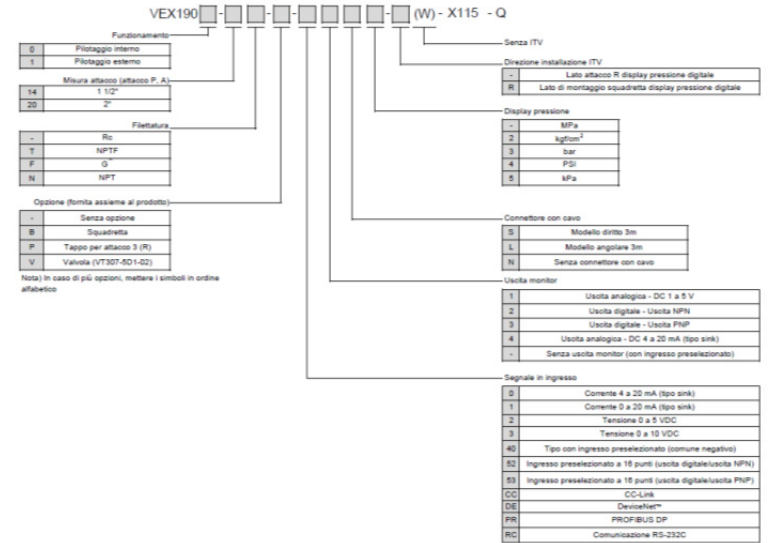 VEX190□-□□-□□□□□-□(W)- X115 - Q
Funzionamento
0 Pilotaggio interno
1 Pilotaggio esterno
Misura attacco (attacco P, A)
14 1 1/2"
20 2"
Filettatura
- Rc
T NPTF
F G
N NPT
Opzione (fornita assieme al prodotto)
- Senza opzione
B Squadretta
P Tappo per attacco 3 (R)
V Valvola (VT307-5D1-02)
Nota) In caso di più opzioni, mettere i simboli in ordine
alfabetico
Senza ITV
Direzione installazione ITV
- Lato attacco R display pressione digitale
R Lato di montaggio squadretta display pressione digitale
Display pressione
- MPa
2 kgf/cm²
3 bar
4 PSI
5 kPa
Connettore con cavo
S Modello diritto 3m
L Modello angolare 3m
N Senza connettore con cavo
Uscita monitor
1 Uscita analogica - DC 1 a 5 V
2 Uscita digitale - Uscita NPN
3 Uscita digitale - Uscita PNP
4 Uscita analogica - DC 4 a 20 mA (tipo sink)
- Senza uscita monitor (con ingresso preselezionato)
Segnale in ingresso
0 Corrente 4 a 20 mA (tipo sink)
1 Corrente 0 a 20 mA (tipo sink)
2 Tensione 0 a 5 VDC
3 Tensione 0 a 10 VDC
40 Tipo con ingresso preselezionato (comune negativo)
52 Ingresso preselezionato a 16 punti (uscita digitale/uscita NPN)
53 Ingresso preselezionato a 16 punti (uscita digitale/uscita PNP)
CC CC-Link
DE DeviceNet™
PR PROFIBUS DP
RC Comunicazione RS-232C